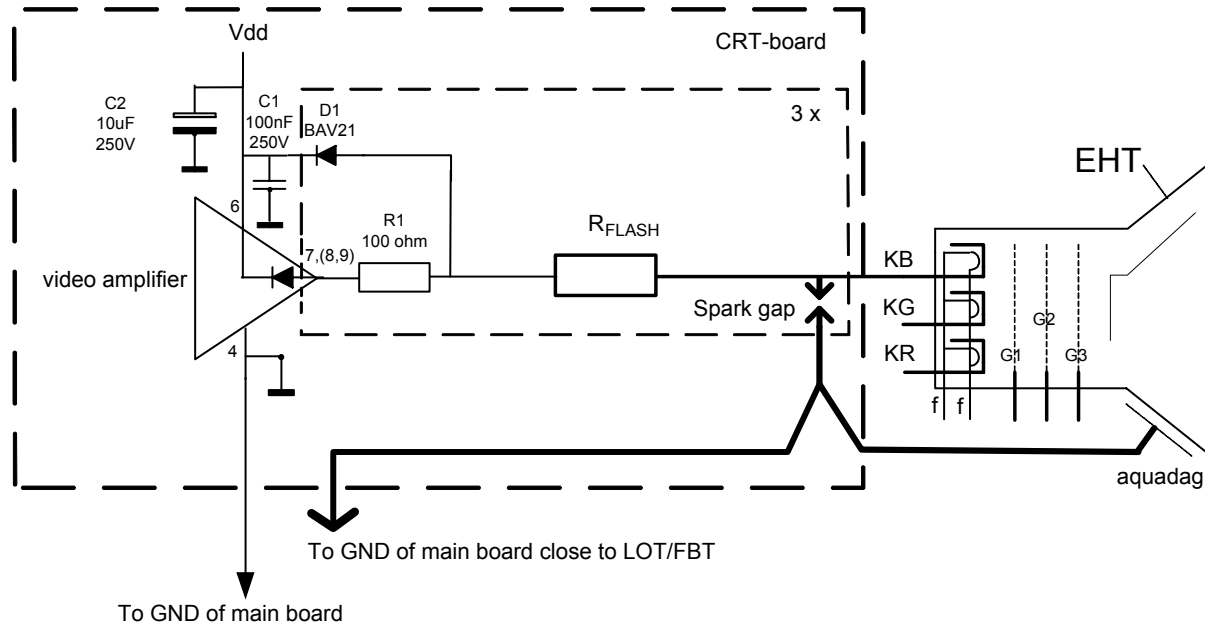 Vdd
CRT-board
C2
10uF
250V
C1
100nF
250V
D1
BAV21
3 x
EHT
6
R1
100 ohm
R_FLASH
7,(8,9)
video amplifier
KB
Spark gap
KG
G2
4
KR
G1
G3
f f
aquadag
To GND of main board close to LOT/FBT
To GND of main board